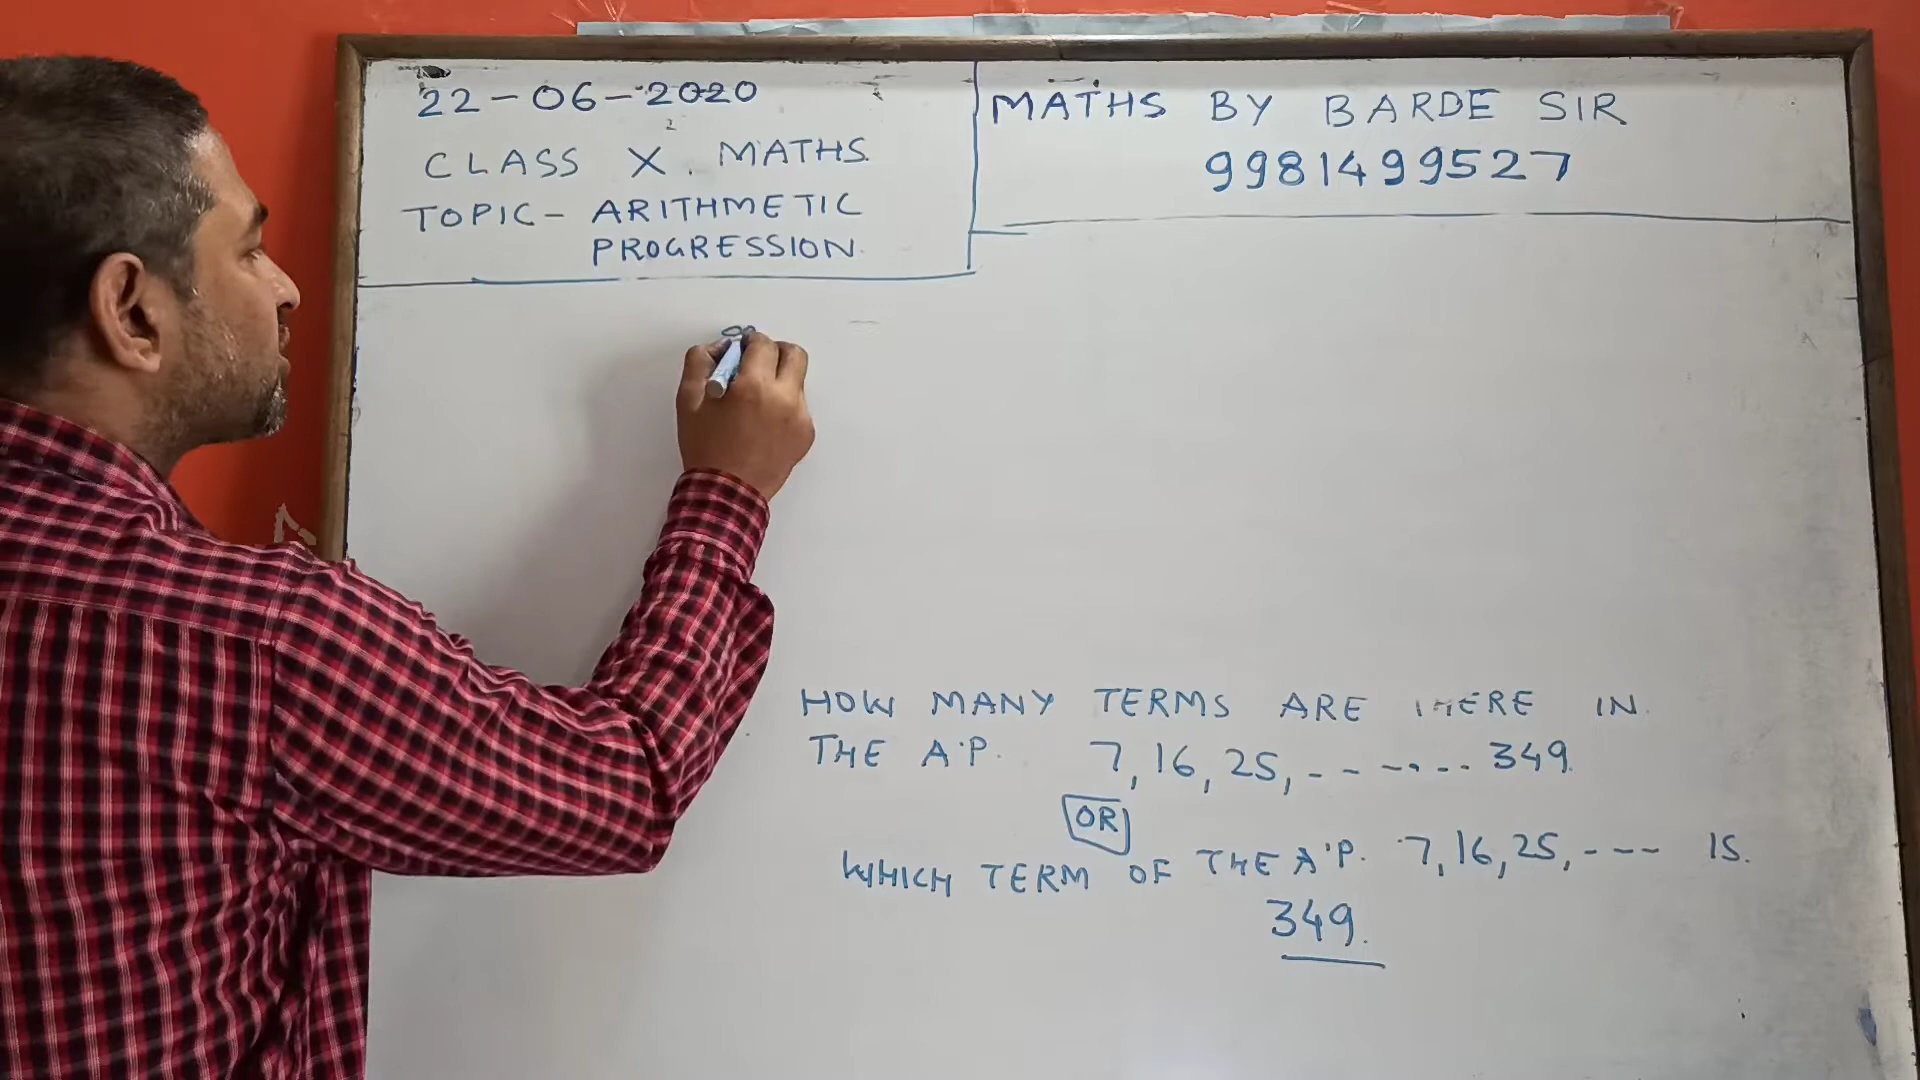 22-06-2020
CLASS X. MATHS.
TOPIC- ARITHMETIC
PROGRESSION.
MATHS BY BARDE SIR
9981499527
HOW MANY TERMS ARE THERE IN.
THE A.P. 7, 16, 25, - - - - - - 349.
OR
WHICH TERM OF THE A.P. 7, 16, 25, - - - IS.
349.